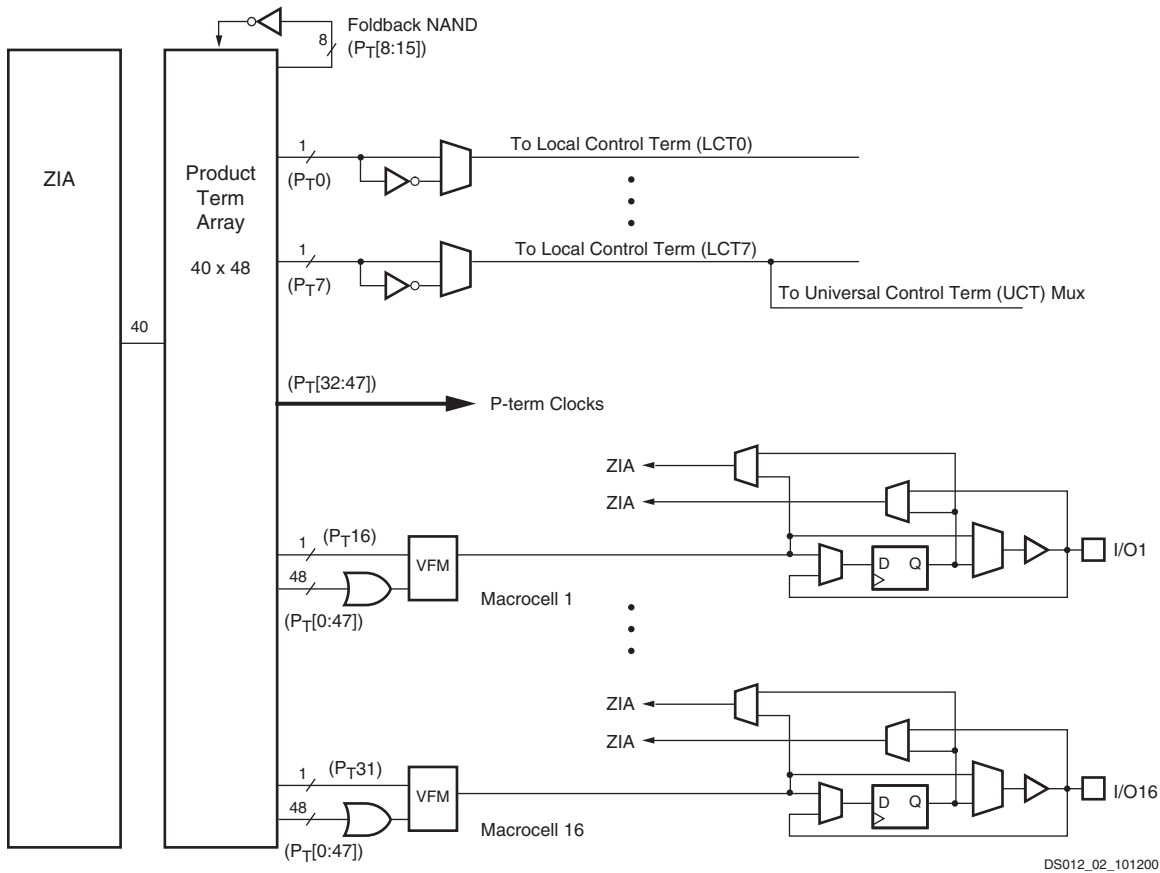 Foldback NAND
8
(PT[8:15])
ZIA
Product
Term
Array
40 x 48
40
1
(PT0)
To Local Control Term (LCT0)
1
(PT7)
To Local Control Term (LCT7)
To Universal Control Term (UCT) Mux
(PT[32:47])
P-term Clocks
ZIA
ZIA
1
(PT16)
48
(PT[0:47])
VFM
Macrocell 1
D Q
I/O1
ZIA
ZIA
1
(PT31)
48
(PT[0:47])
VFM
Macrocell 16
D Q
I/O16
DS012_02_101200